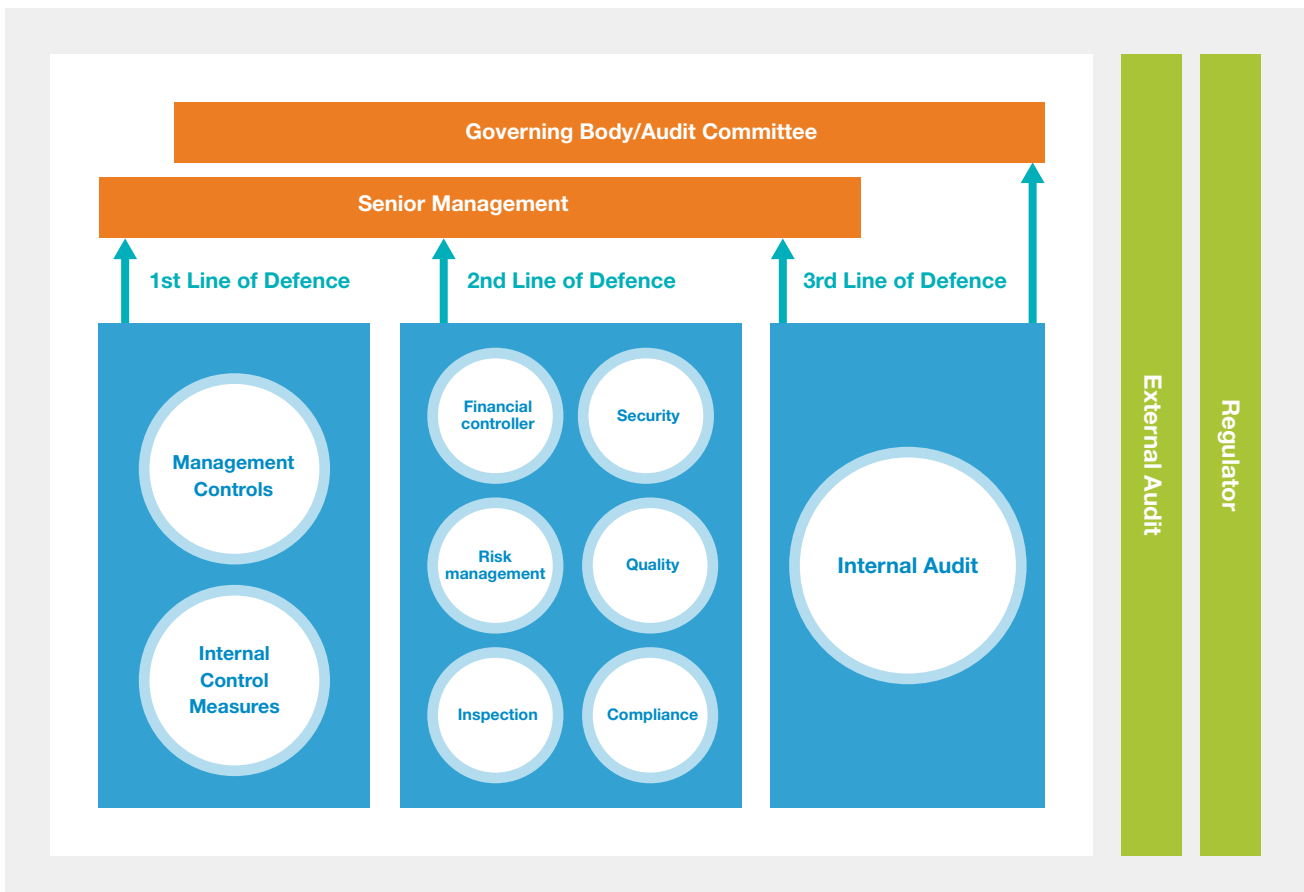 Governing Body/Audit Committee
Senior Management
1st Line of Defence
2nd Line of Defence
3rd Line of Defence
Management
Controls
Internal
Control
Measures
Financial
controller
Security
Risk
management
Quality
Inspection
Compliance
Internal Audit
External Audit
Regulator